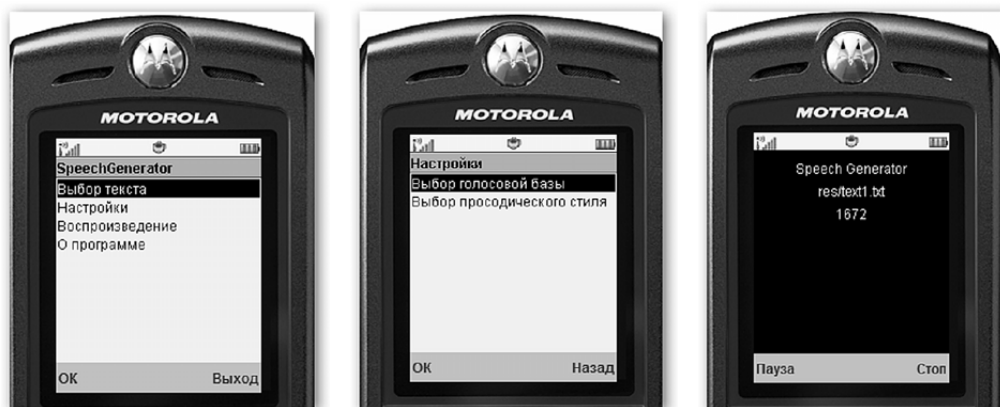 MOTOROLA
SpeechGenerator
Выбор текста
Настройки
Воспроизведение
О программе
OK
Выход
MOTOROLA
Настройки
Выбор голосовой базы
Выбор просодического стиля
OK
Назад
MOTOROLA
Speech Generator
res/text1.txt
1672
Пауза
Стоп